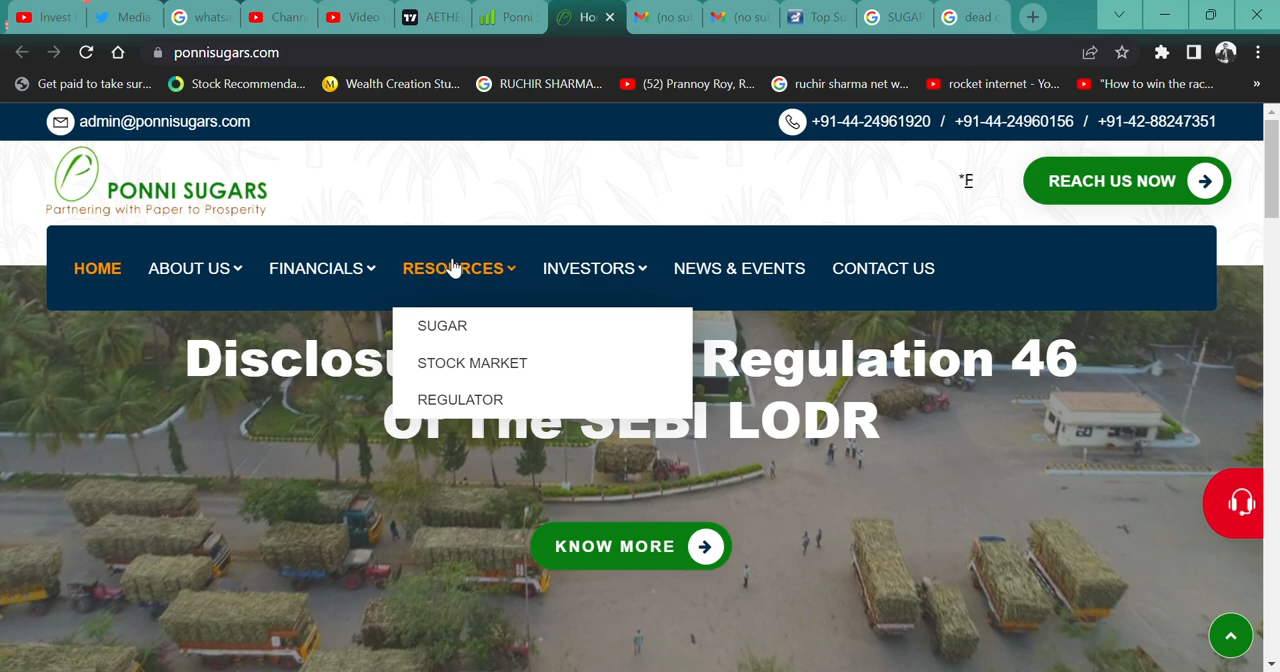 Invest
Media
whatsa
Chann
Video
AETHE
Ponni S
Ho
(no sul
(no sul
Top Su
SUGAR
dead c
ponnisugars.com
Get paid to take sur...
Stock Recommenda...
Wealth Creation Stu...
RUCHIR SHARMA...
(52) Prannoy Roy, R...
ruchir sharma net w...
rocket internet - Yo...
"How to win the rac...
»
admin@ponnisugars.com
+91-44-24961920 / +91-44-24960156 / +91-42-88247351
PONNI SUGARS
Partnering with Paper to Prosperity
*F
REACH US NOW
HOME
ABOUT US
FINANCIALS
RESOURCES
INVESTORS
NEWS & EVENTS
CONTACT US
SUGAR
STOCK MARKET
REGULATOR
Disclosu Regulation 46
Of The SEBI LODR
KNOW MORE